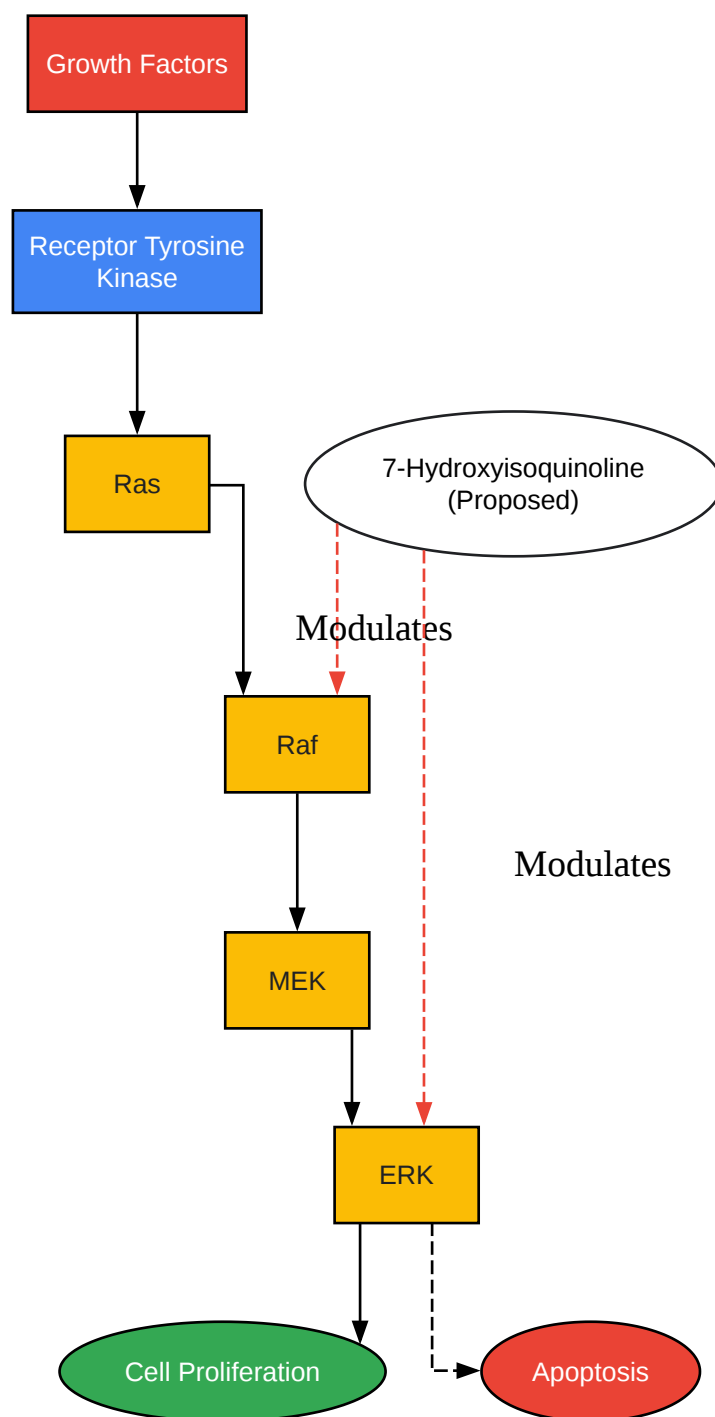 Growth Factors
Receptor Tyrosine
Kinase
Ras
7-Hydroxyisoquinoline
(Proposed)
Modulates
Raf
Modulates
MEK
ERK
Cell Proliferation
Apoptosis